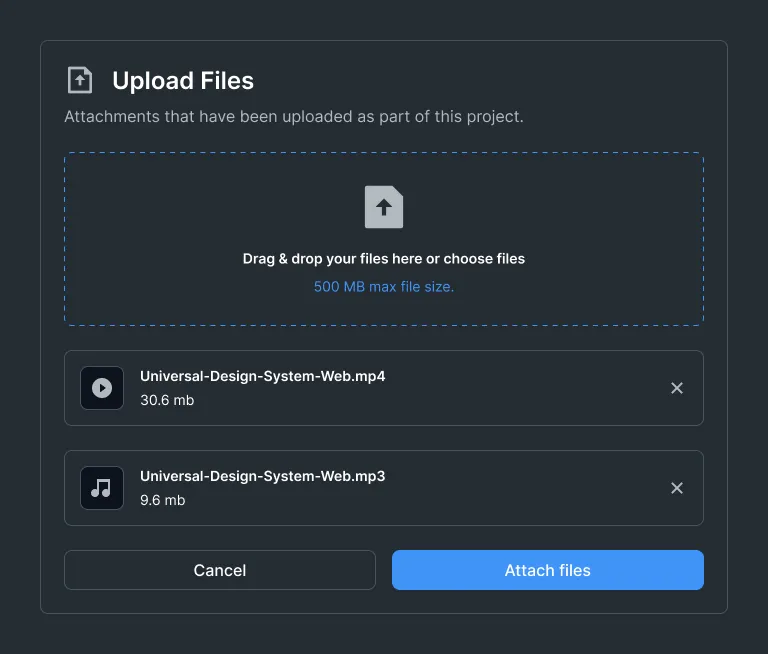 Upload Files
Attachments that have been uploaded as part of this project.
Drag & drop your files here or choose files
500 MB max file size.
Universal-Design-System-Web.mp4
30.6 mb
Universal-Design-System-Web.mp3
9.6 mb
Cancel
Attach files